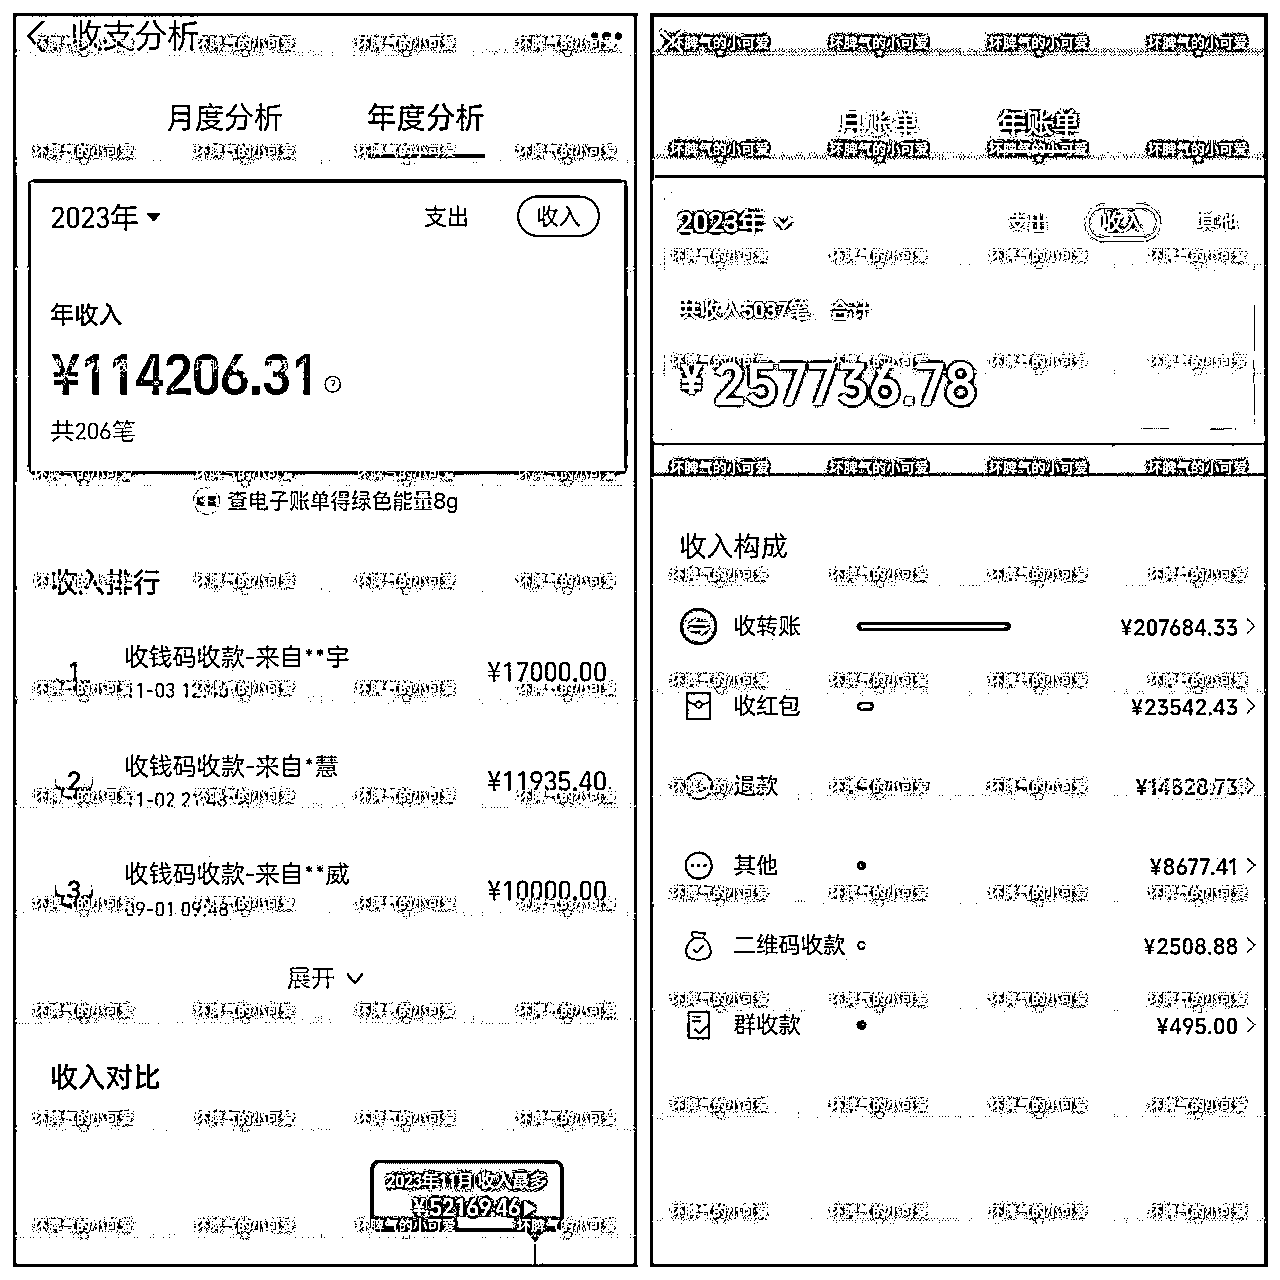 收支分析
月度分析 年度分析
2023年 支出 收入
年收入
¥114206.31
共206笔
查电子账单得绿色能量8g
收入排行
1 收钱码收款-来自**宇 ¥17000.00
11-03
2 收钱码收款-来自*慧 ¥11935.40
11-02
3 收钱码收款-来自**威 ¥10000.00
09-01 09:48
展开
收入对比
2023年11月 收入最多
¥52169.46
月账单 年账单
2023年 支出 收入 其他
共收入5037笔 合计
¥257736.78
收入构成
收转账 ¥207684.33
收红包 ¥23542.43
退款 ¥14828.73
其他 ¥8677.41
二维码收款 ¥2508.88
群收款 ¥495.00
坏脾气的小可爱